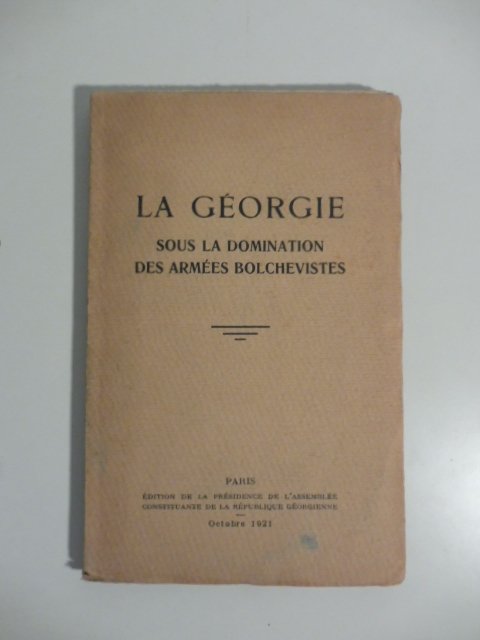 LA GÉORGIE
SOUS LA DOMINATION
DES ARMÉES BOLCHEVISTES
PARIS
ÉDITION DE LA PRÉSIDENCE DE L'ASSEMBLÉE
CONSTITUANTE DE LA RÉPUBLIQUE GÉORGIENNE
Octobre 1921